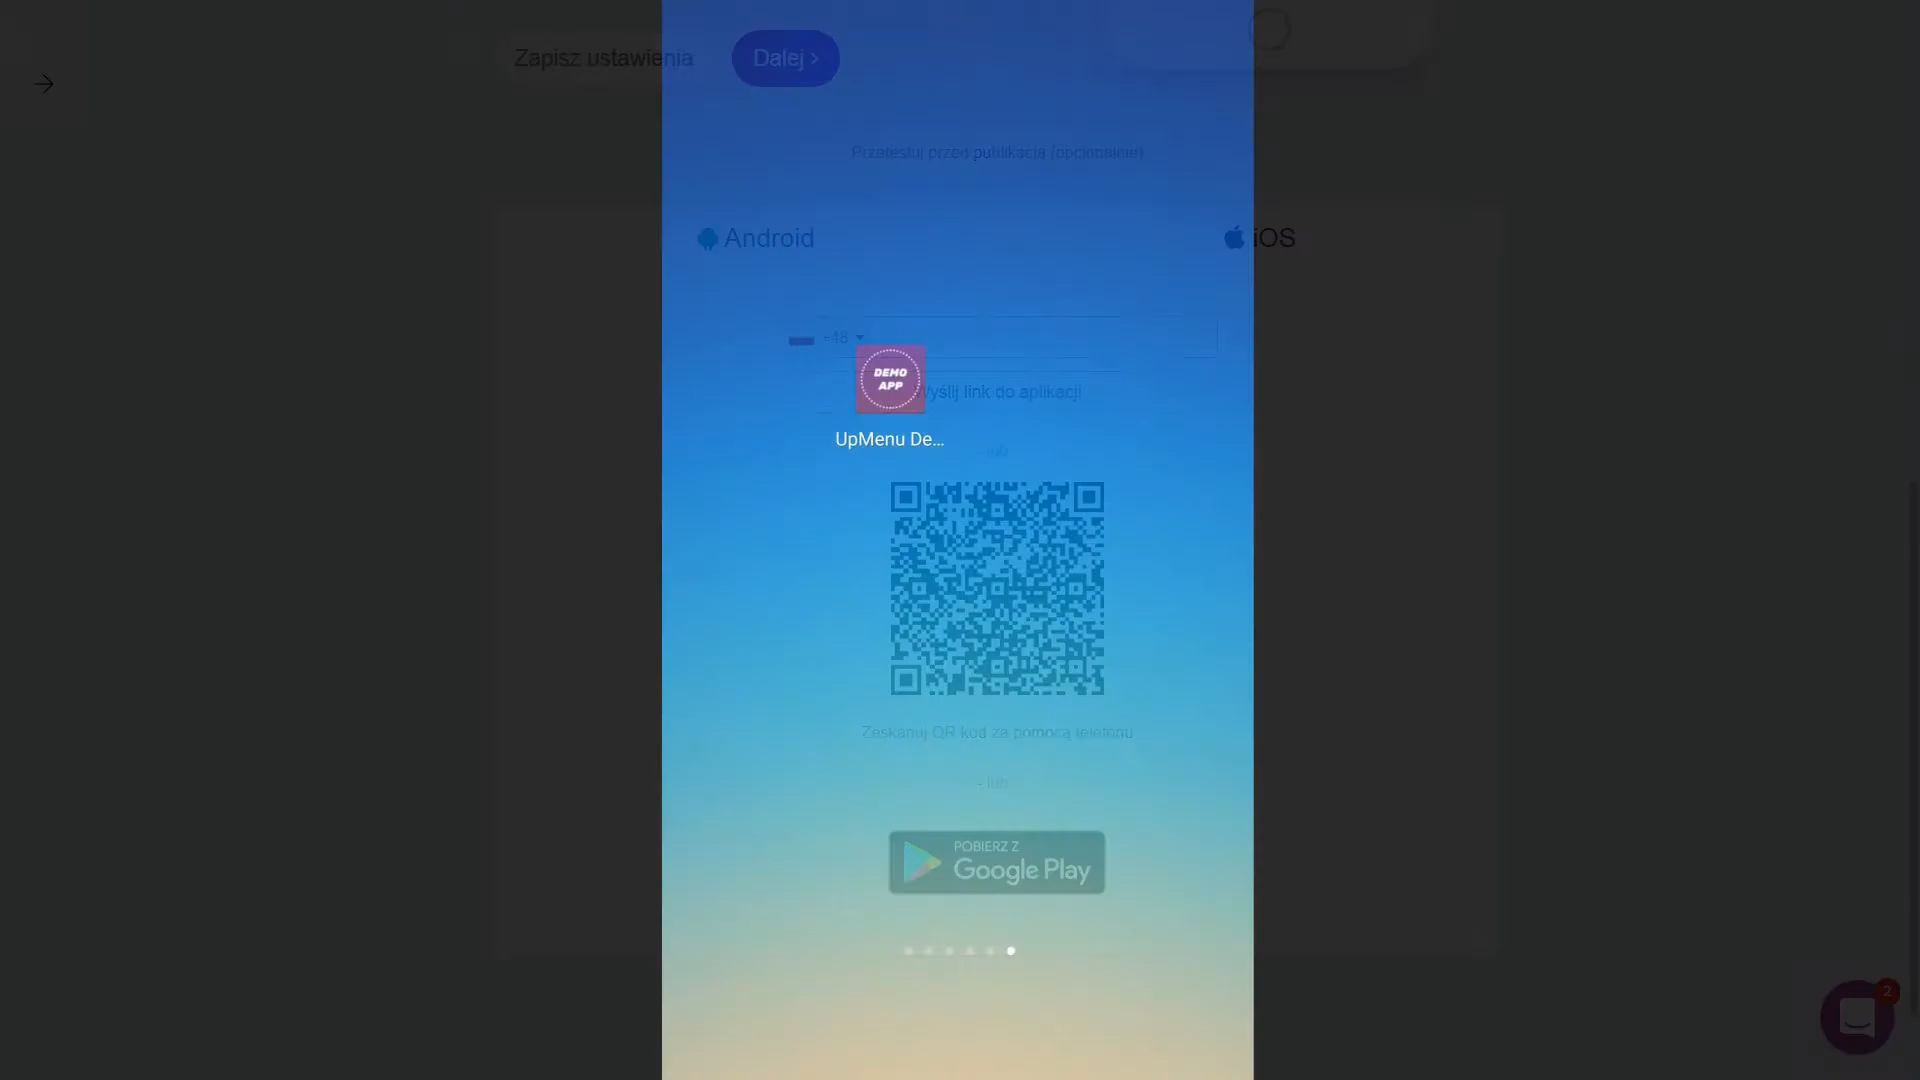 Zapisz ustawienia
Dalej ›
Przetestuj przed publikacją (opcjonalnie)
Android
iOS
+48
DEMO
APP
Wyślij link do aplikacji
UpMenu De...
- lub
Zeskanuj QR kod za pomocą telefonu
- lub
POBIERZ Z
Google Play
2